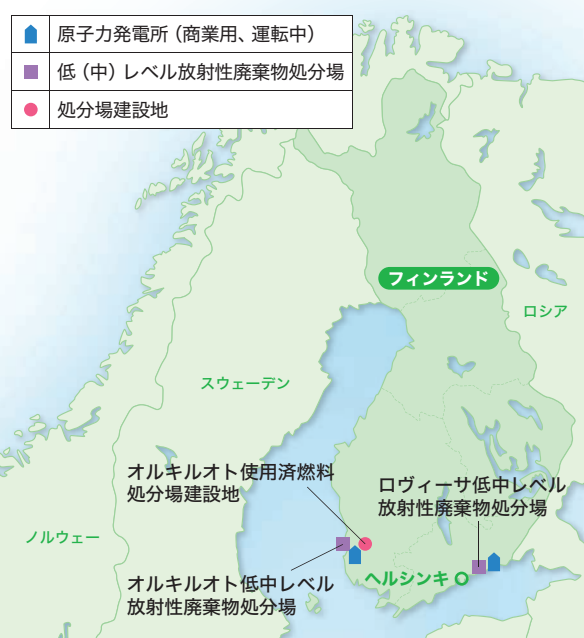 原子力発電所（商業用、運転中）
低（中）レベル放射性廃棄物処分場
処分場建設地
フィンランド
ロシア
スウェーデン
オルキルオト使用済燃料
処分場建設地
ロヴィーサ低中レベル
放射性廃棄物処分場
ノルウェー
ヘルシンキ
オルキルオト低中レベル
放射性廃棄物処分場